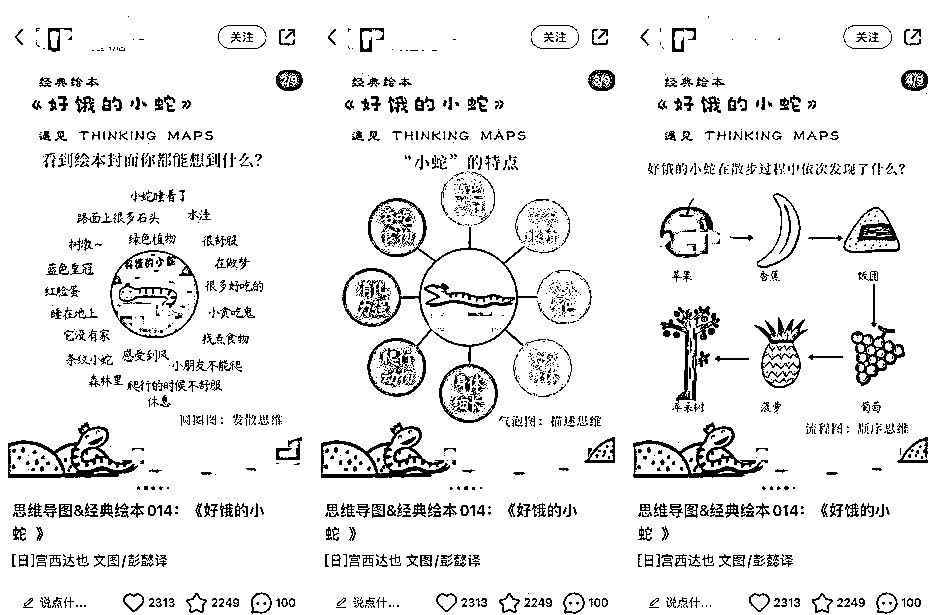 关注
经典绘本
《好饿的小蛇》
遇见 THINKING MAPS
看到绘本封面你都能想到什么？
小蛇睡着了
路面上很多石头
水洼
树墩~
绿色植物
很舒服
蓝色皇冠
好饿的小蛇
在做梦
红脸蛋
很多好吃的
睡在地上
小贪吃鬼
它没有家
找点食物
条纹小蛇
感受到风
小朋友不能爬
森林里
爬行的时候不舒服
休息
圆圈图：发散思维
思维导图&经典绘本014：《好饿的小
蛇 》
[日]宫西达也 文图/彭懿译
说点什...
2313
2249
100
关注
经典绘本
《好饿的小蛇》
遇见 THINKING MAPS
“小蛇”的特点
气泡图：描述思维
思维导图&经典绘本014：《好饿的小
蛇 》
[日]宫西达也 文图/彭懿译
说点什...
2313
2249
100
关注
经典绘本
《好饿的小蛇》
遇见 THINKING MAPS
好饿的小蛇在散步过程中依次发现了什么？
苹果
香蕉
饭团
苹果树
菠萝
葡萄
流程图：顺序思维
思维导图&经典绘本014：《好饿的小
蛇 》
[日]宫西达也 文图/彭懿译
说点什...
2313
2249
100